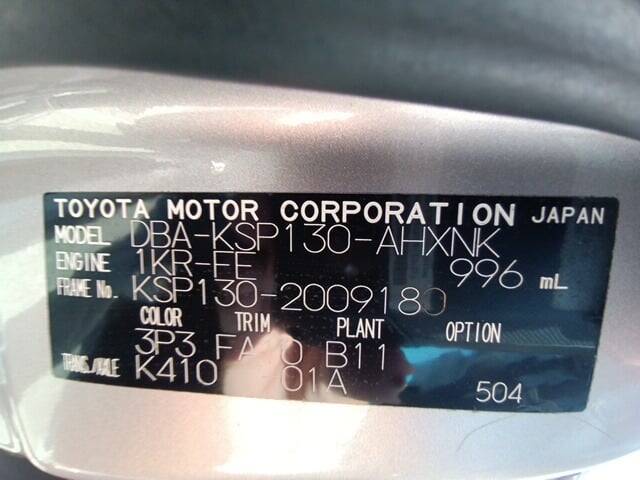 TOYOTA MOTOR CORPORATION JAPAN
MODEL DBA-KSP130-AHXNK
ENGINE 1KR-FE 996 mL
FRAME No. KSP130-2009180
COLOR TRIM PLANT OPTION
3P3 B11
TRANS./AXLE K410 01A 504